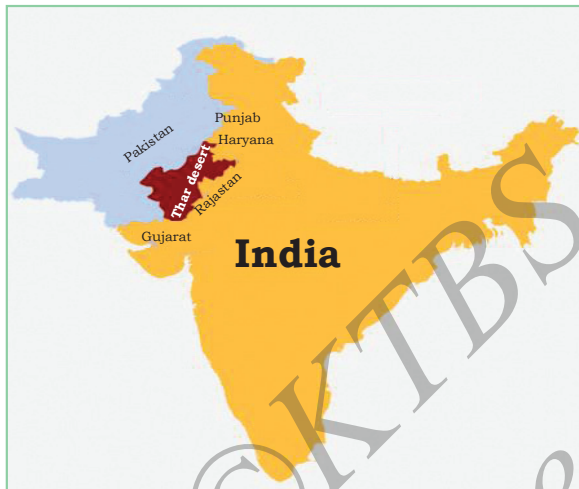 Punjab
Haryana
Pakistan
Thar desert
Rajastan
Gujarat
India
©KTBS